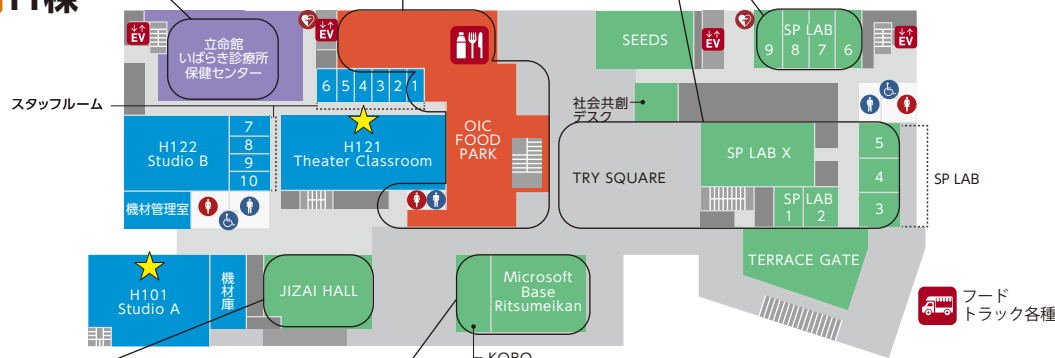 H棟
EV
立命館
いばらき診療所
保健センター
EV
SEEDS
EV
SP LAB
9 8 7 6
EV
スタッフルーム
6 5 4 3 2 1
社会共創
デスク
H122
Studio B
7
8
9
10
H121
Theater Classroom
OIC
FOOD
PARK
TRY SQUARE
SP LAB X
5
4
3
SP LAB
SP LAB
1 2
機材管理室
H101
Studio A
機材庫
JIZAI HALL
Microsoft
Base
Ritsumeikan
TERRACE GATE
フード
トラック各種
KOBO